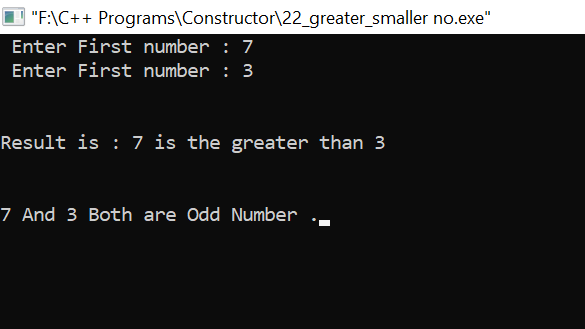 "F:\C++ Programs\Constructor\22_greater_smaller no.exe"
Enter First number : 7
Enter First number : 3
Result is : 7 is the greater than 3
7 And 3 Both are Odd Number .